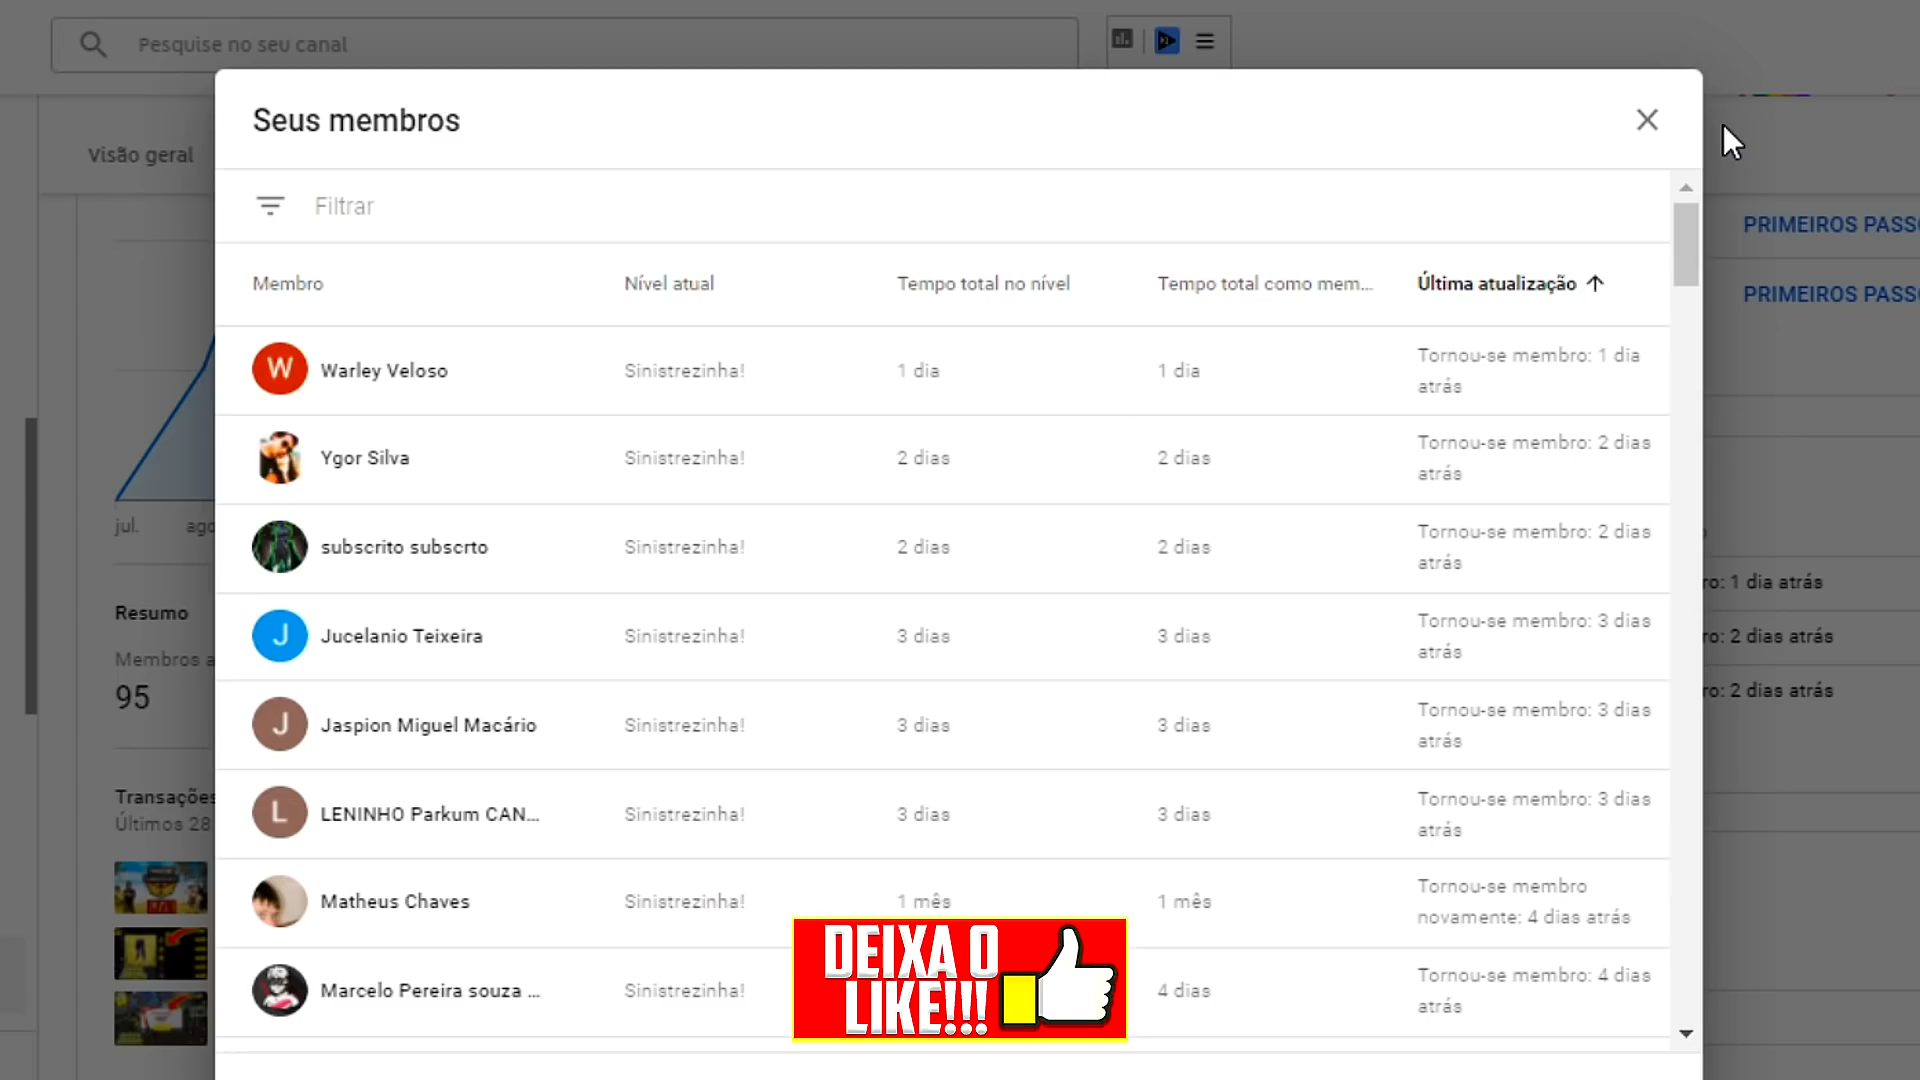 Pesquise no seu canal
Seus membros
Visão geral
Filtrar
PRIMEIROS PASSO
Membro
Nível atual
Tempo total no nível
Tempo total como mem...
Última atualização
PRIMEIROS PASSO
W
Warley Veloso
Sinistrezinha!
1 dia
1 dia
Tornou-se membro: 1 dia
atrás
Ygor Silva
Sinistrezinha!
2 dias
2 dias
Tornou-se membro: 2 dias
atrás
jul.
ago
subscrito subscrto
Sinistrezinha!
2 dias
2 dias
Tornou-se membro: 2 dias
atrás
ro: 1 dia atrás
Resumo
J
Jucelanio Teixeira
Sinistrezinha!
3 dias
3 dias
Tornou-se membro: 3 dias
atrás
ro: 2 dias atrás
Membros a
95
J
Jaspion Miguel Macário
Sinistrezinha!
3 dias
3 dias
Tornou-se membro: 3 dias
atrás
ro: 2 dias atrás
Transações
Últimos 28
L
LENINHO Parkum CAN...
Sinistrezinha!
3 dias
3 dias
Tornou-se membro: 3 dias
atrás
Matheus Chaves
Sinistrezinha!
1 mês
1 mês
Tornou-se membro
novamente: 4 dias atrás
Marcelo Pereira souza ...
Sinistrezinha!
4 dias
Tornou-se membro: 4 dias
atrás
DEIXA O
LIKE!!!